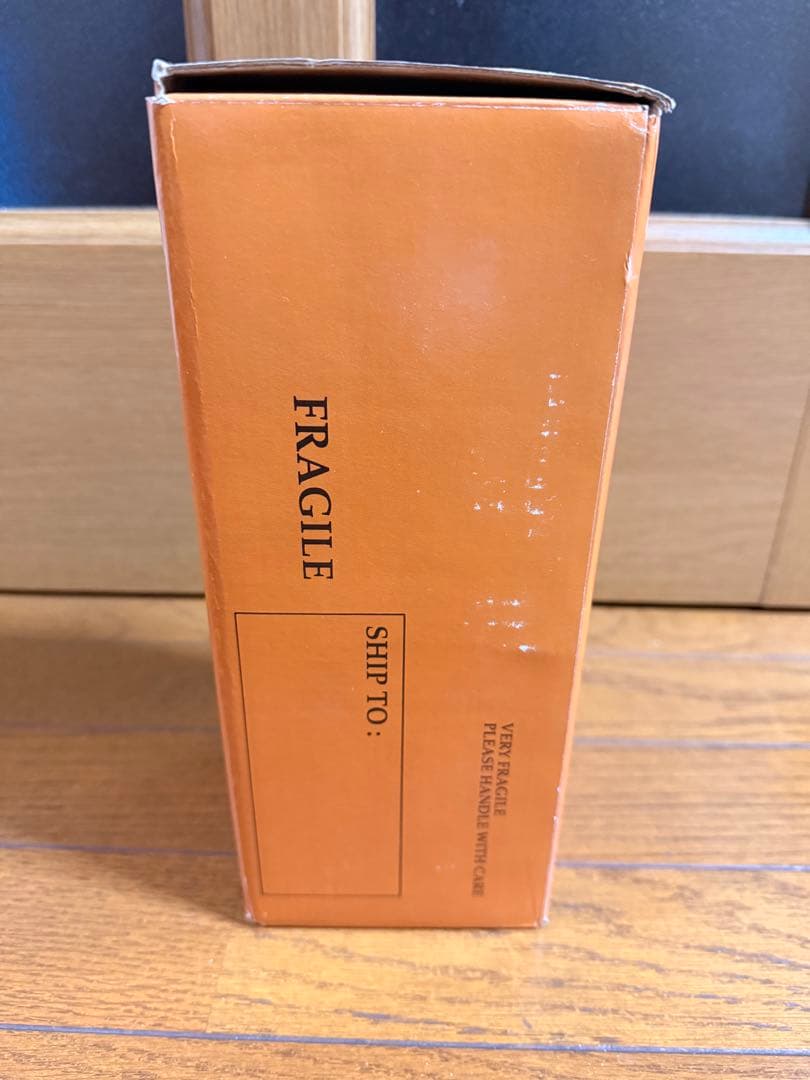 FRAGILE
SHIP TO :
VERY FRAGILE
PLEASE HANDLE WITH CARE